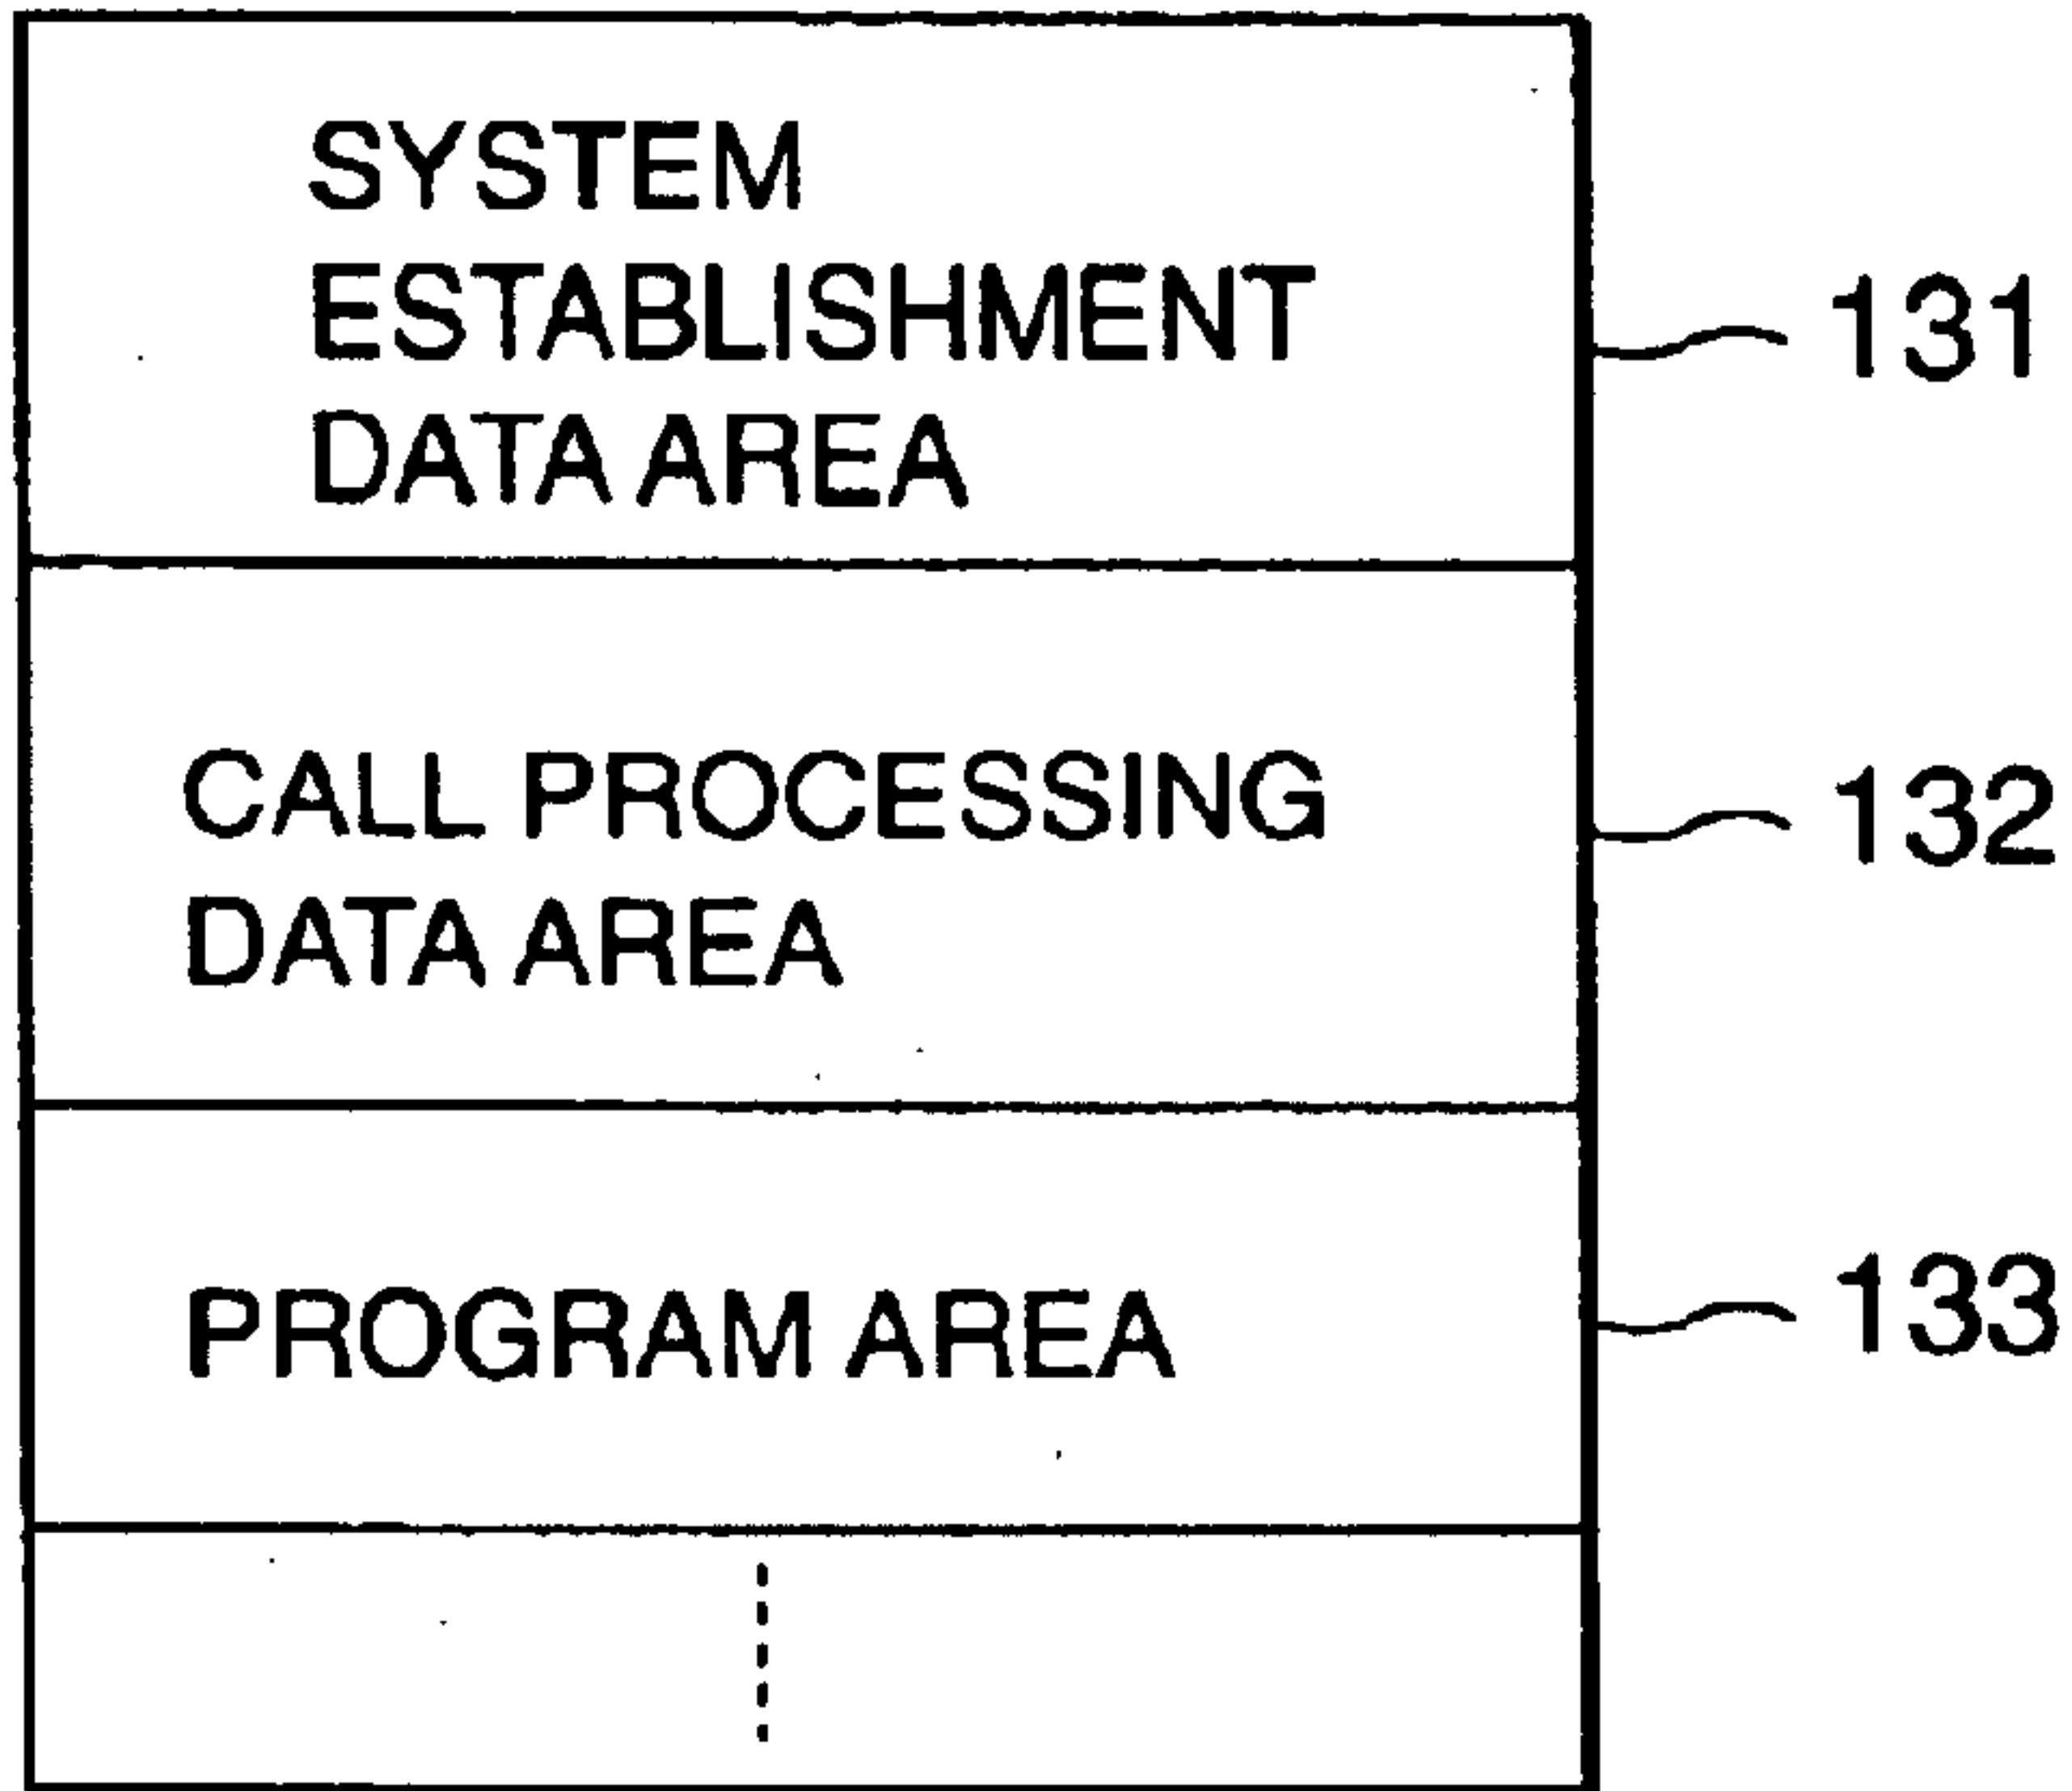 SYSTEM
ESTABLISHMENT
DATA AREA
131
CALL PROCESSING
DATA AREA
132
PROGRAM AREA
133